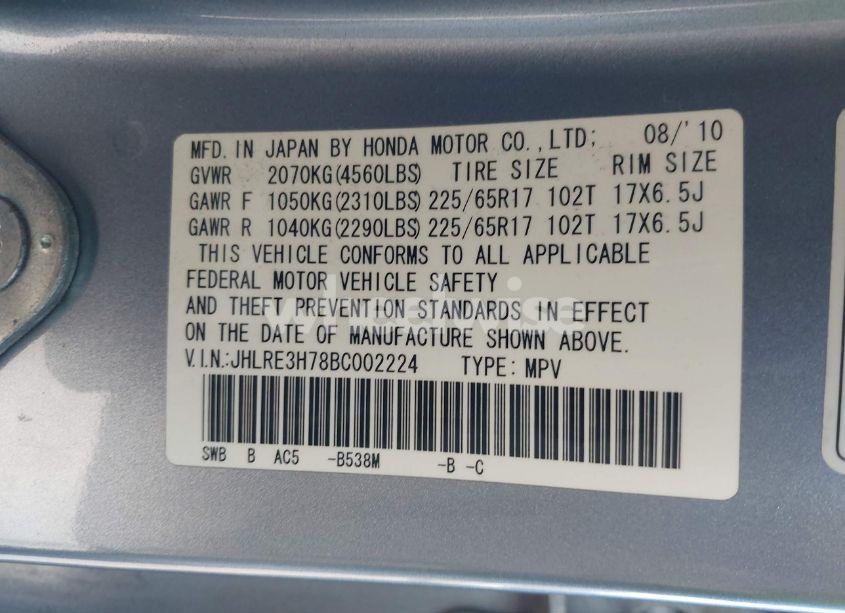 MFD. IN JAPAN BY HONDA MOTOR CO., LTD; 08/'10
GVWR 2070KG(4560LBS) TIRE SIZE RIM SIZE
GAWR F 1050KG(2310LBS) 225/65R17 102T 17X6.5J
GAWR R 1040KG(2290LBS) 225/65R17 102T 17X6.5J
THIS VEHICLE CONFORMS TO ALL APPLICABLE
FEDERAL MOTOR VEHICLE SAFETY
AND THEFT PREVENTION STANDARDS IN EFFECT
ON THE DATE OF MANUFACTURE SHOWN ABOVE.
V.I.N.:JHLRE3H78BC002224 TYPE: MPV
SWB B AC5 -B538M -B -C
wheelwise